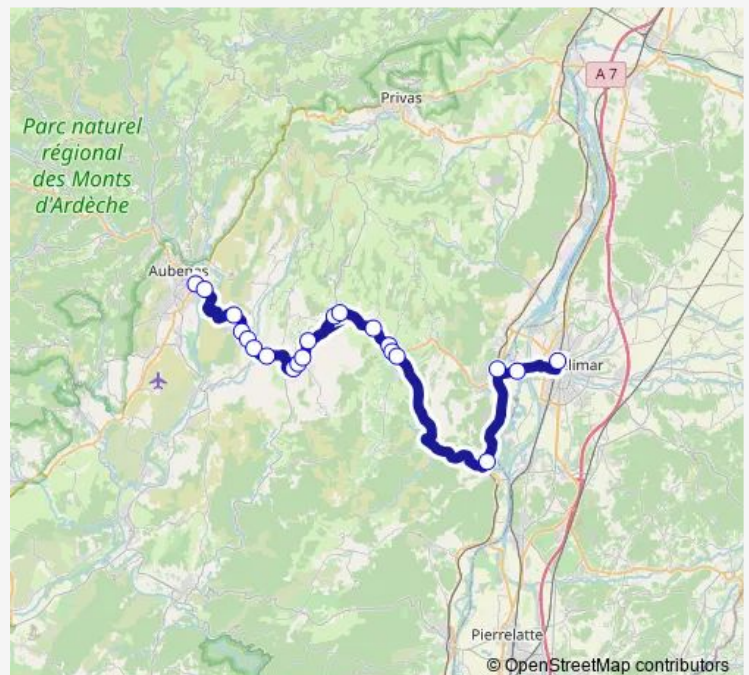 A 7
Privas
Parc naturel
régional
des Monts
d'Ardèche
Aubenas
limar
Pierrelatte
© OpenStreetMap contributors